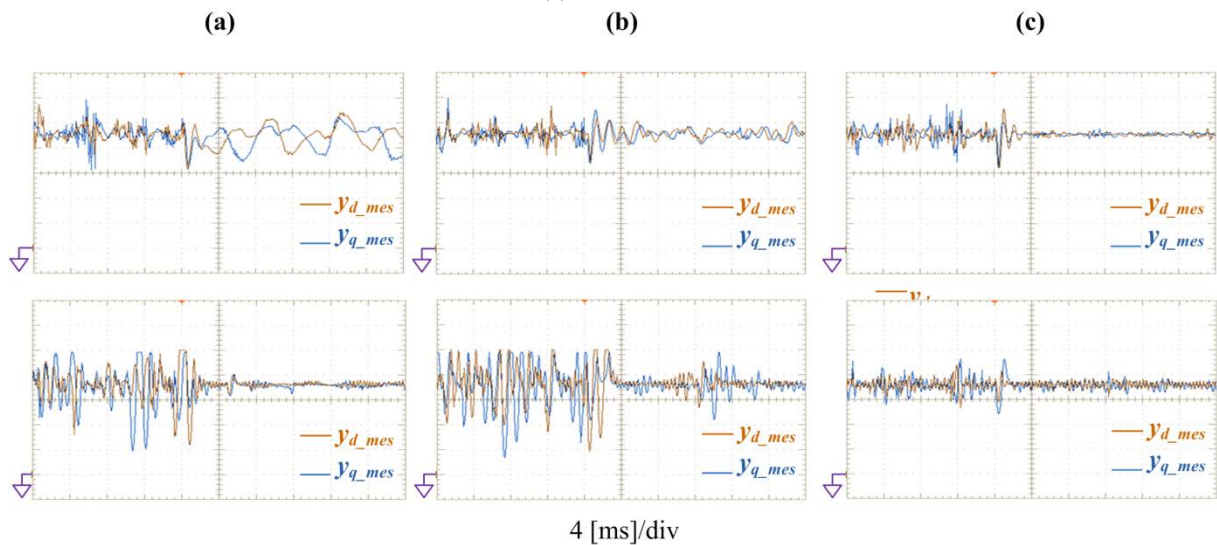 (a) (b) (c)
y_d_mes y_d_mes y_d_mes
y_q_mes y_q_mes y_q_mes
y_d_mes y_d_mes y_d_mes
y_q_mes y_q_mes y_q_mes
4 [ms]/div